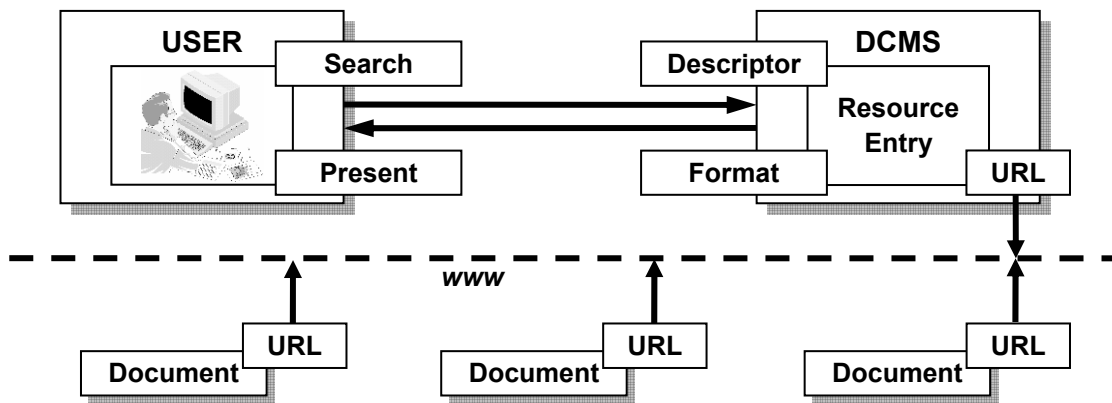 USER
DCMS
Search
Descriptor
Resource
Entry
Present
Format
URL
www
URL
URL
URL
Document
Document
Document